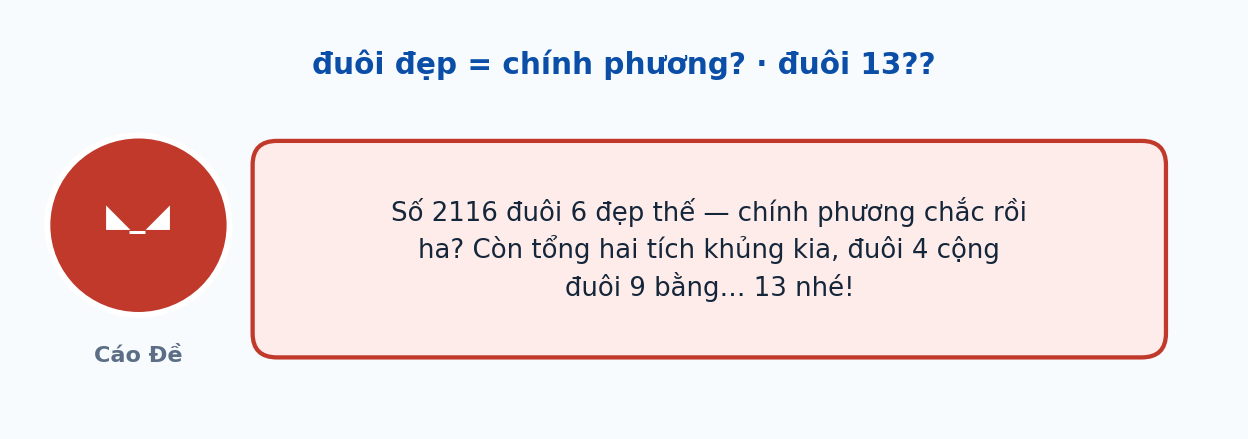 đuôi đẹp = chính phương? · đuôi 13??
Số 2116 đuôi 6 đẹp thế — chính phương chắc rồi
ha? Còn tổng hai tích khủng kia, đuôi 4 cộng
đuôi 9 bằng... 13 nhé!
Cáo Đề